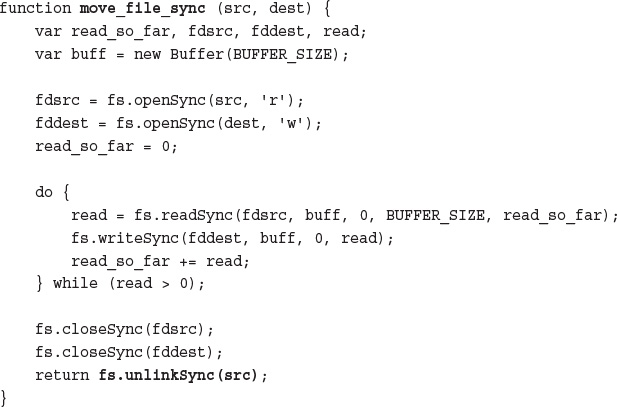 function move_file_sync (src, dest) {
    var read_so_far, fdsrc, fddest, read;
    var buff = new Buffer(BUFFER_SIZE);

    fdsrc = fs.openSync(src, 'r');
    fddest = fs.openSync(dest, 'w');
    read_so_far = 0;

    do {
        read = fs.readSync(fdsrc, buff, 0, BUFFER_SIZE, read_so_far);
        fs.writeSync(fddest, buff, 0, read);
        read_so_far += read;
    } while (read > 0);

    fs.closeSync(fdsrc);
    fs.closeSync(fddest);
    return fs.unlinkSync(src);
}